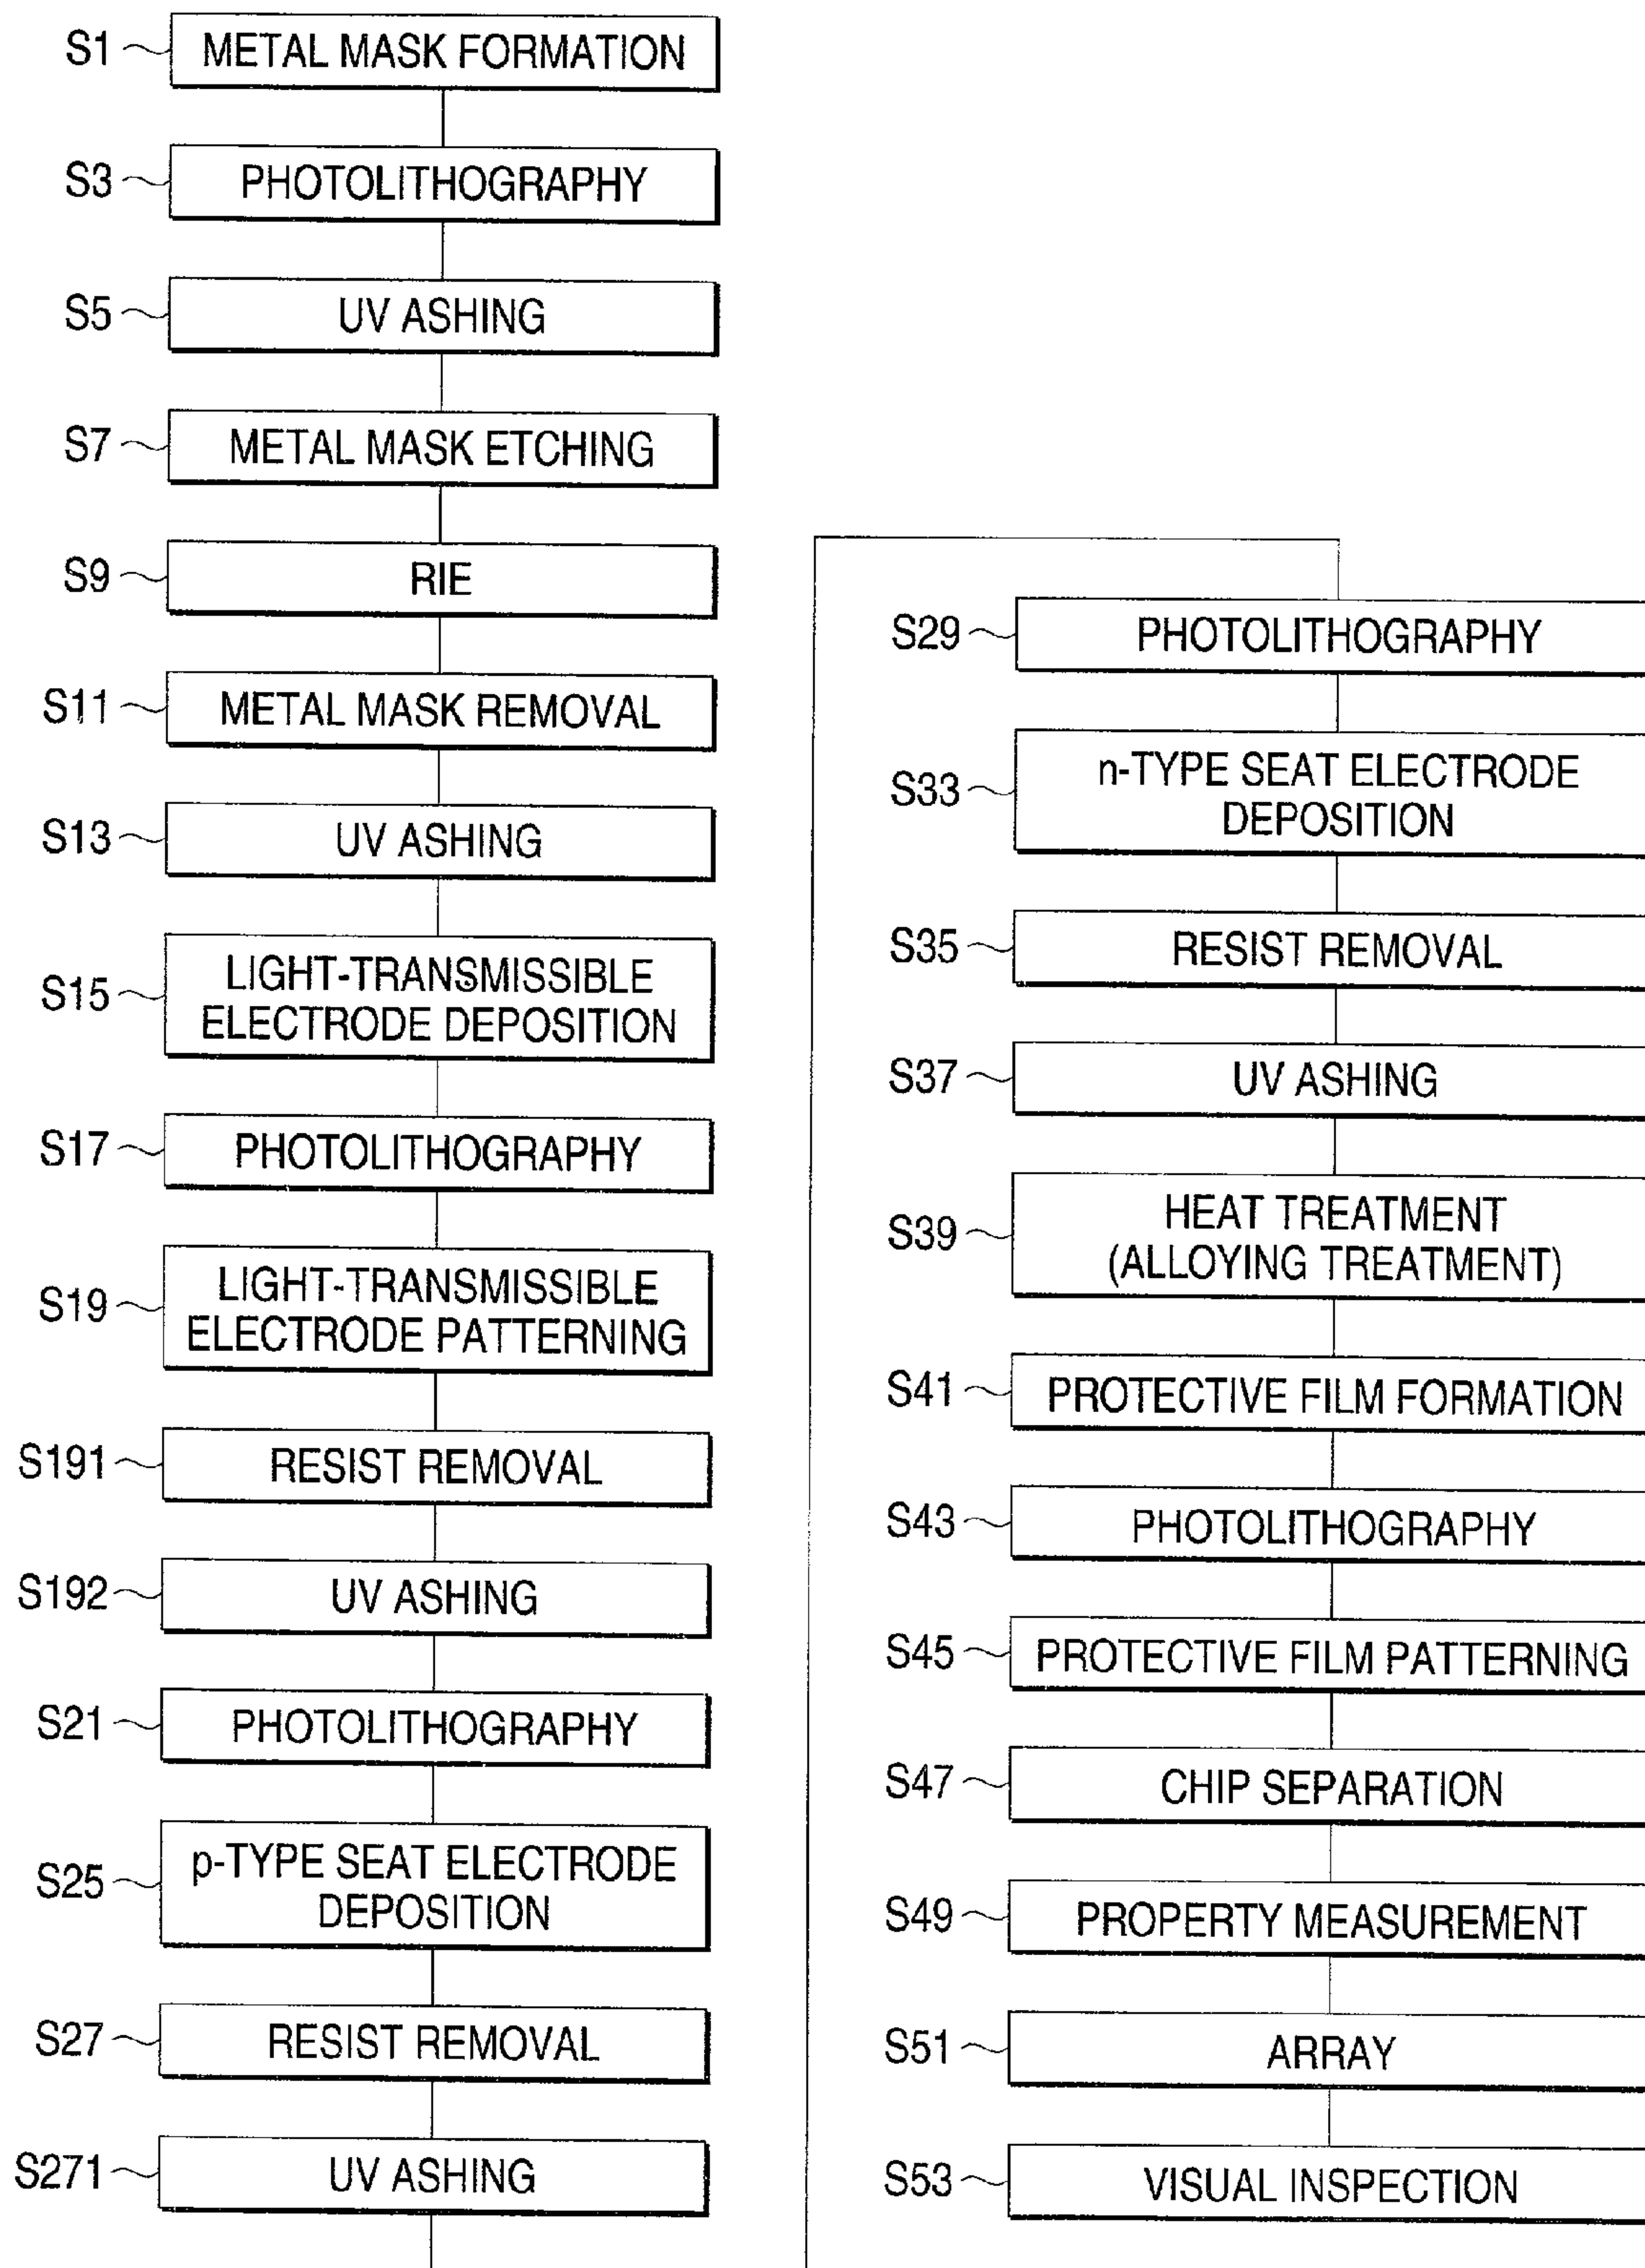 S1 METAL MASK FORMATION
S3 PHOTOLITHOGRAPHY
S5 UV ASHING
S7 METAL MASK ETCHING
S9 RIE
S11 METAL MASK REMOVAL
S13 UV ASHING
S15 LIGHT-TRANSMISSIBLE
ELECTRODE DEPOSITION
S17 PHOTOLITHOGRAPHY
S19 LIGHT-TRANSMISSIBLE
ELECTRODE PATTERNING
S191 RESIST REMOVAL
S192 UV ASHING
S21 PHOTOLITHOGRAPHY
S25 p-TYPE SEAT ELECTRODE
DEPOSITION
S27 RESIST REMOVAL
S271 UV ASHING
S29 PHOTOLITHOGRAPHY
S33 n-TYPE SEAT ELECTRODE
DEPOSITION
S35 RESIST REMOVAL
S37 UV ASHING
S39 HEAT TREATMENT
(ALLOYING TREATMENT)
S41 PROTECTIVE FILM FORMATION
S43 PHOTOLITHOGRAPHY
S45 PROTECTIVE FILM PATTERNING
S47 CHIP SEPARATION
S49 PROPERTY MEASUREMENT
S51 ARRAY
S53 VISUAL INSPECTION